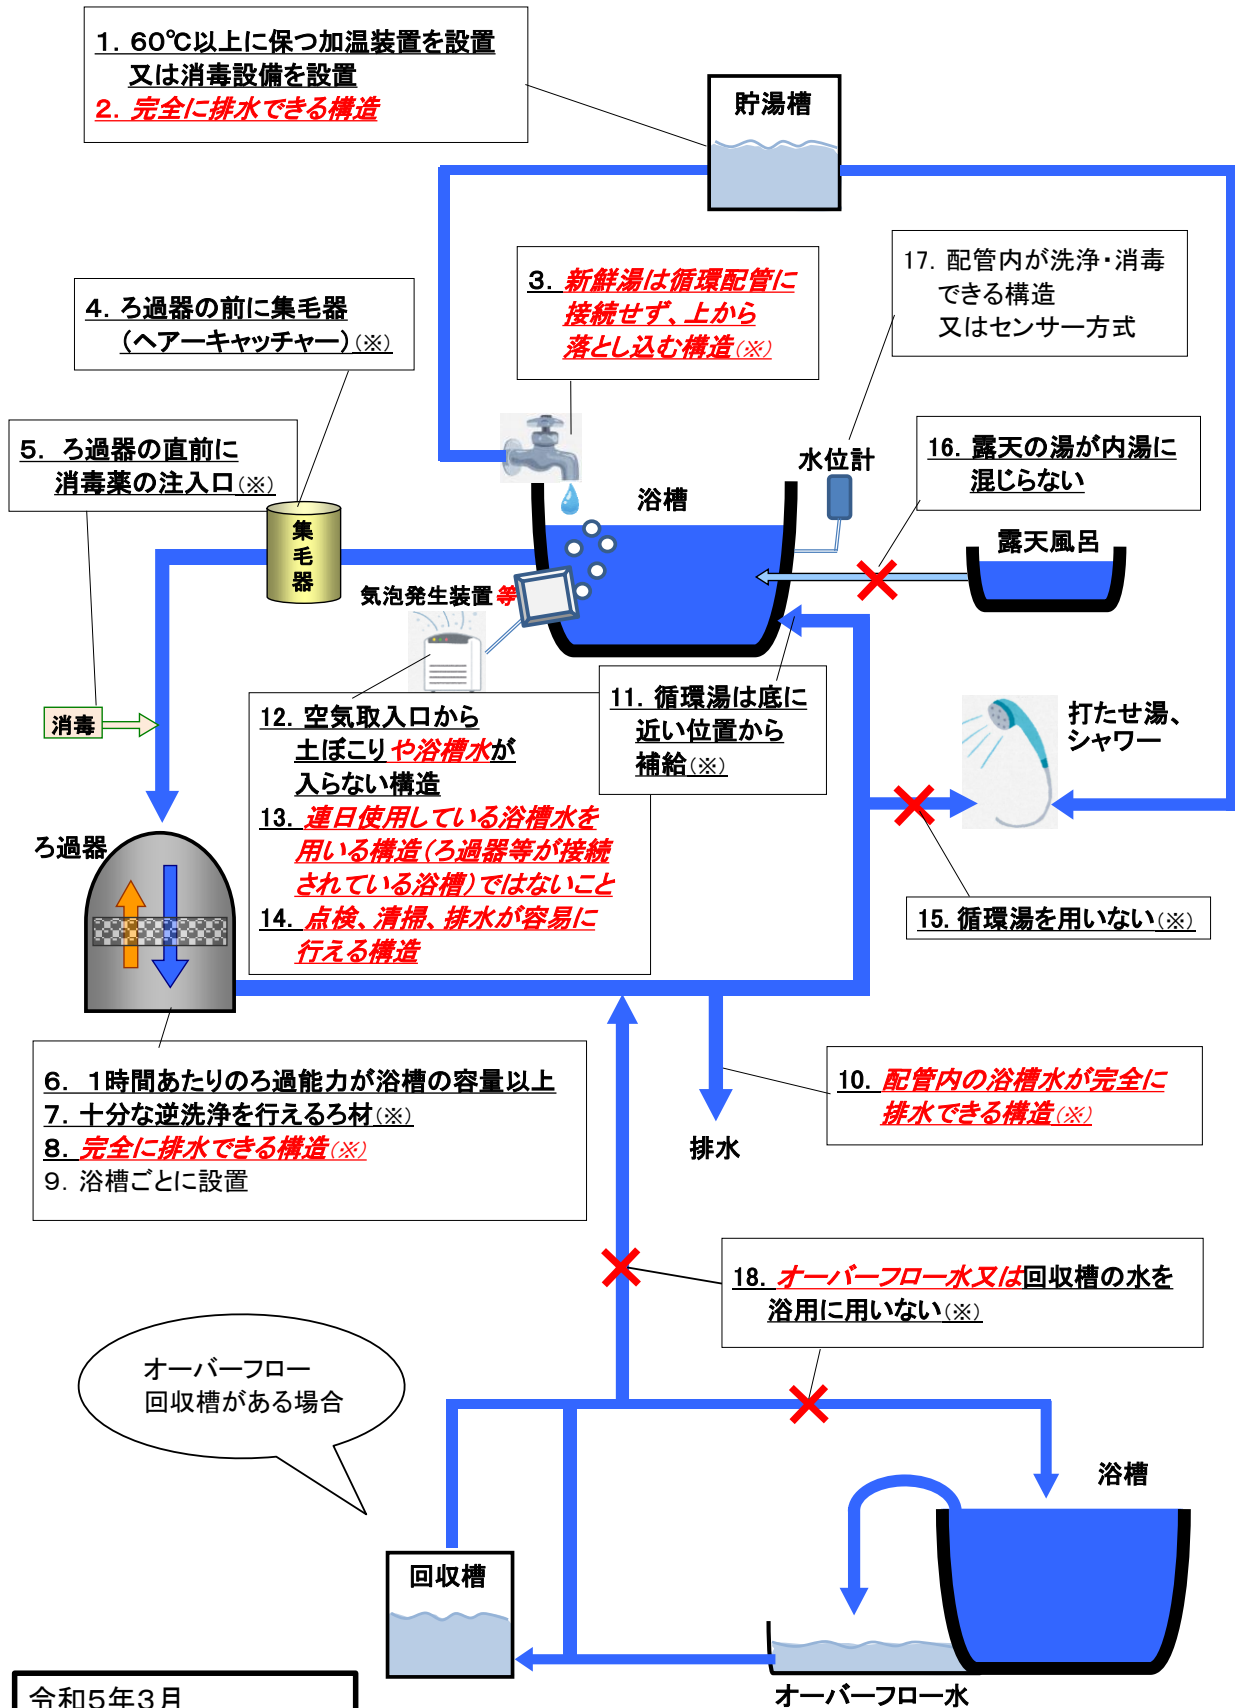 1. 60℃以上に保つ加温装置を設置
又は消毒設備を設置
2. 完全に排水できる構造
貯湯槽
3. 新鮮湯は循環配管に
接続せず、上から
落とし込む構造(※)
17. 配管内が洗浄・消毒
できる構造
又はセンサー方式
4. ろ過器の前に集毛器
(ヘアーキャッチャー)(※)
5. ろ過器の直前に
消毒薬の注入口(※)
水位計
16. 露天の湯が内湯に
混じらない
浴槽
集
毛
器
露天風呂
気泡発生装置等
11. 循環湯は底に
近い位置から
補給(※)
消毒
12. 空気取入口から
土ぼこりや浴槽水が
入らない構造
13. 連日使用している浴槽水を
用いる構造(ろ過器等が接続
されている浴槽)ではないこと
14. 点検、清掃、排水が容易に
行える構造
打たせ湯、
シャワー
ろ過器
15. 循環湯を用いない(※)
6. 1時間あたりのろ過能力が浴槽の容量以上
7. 十分な逆洗浄を行えるろ材(※)
8. 完全に排水できる構造(※)
9. 浴槽ごとに設置
10. 配管内の浴槽水が完全に
排水できる構造(※)
排水
18. オーバーフロー水又は回収槽の水を
浴用に用いない(※)
オーバーフロー
回収槽がある場合
浴槽
回収槽
オーバーフロー水
令和5年3月